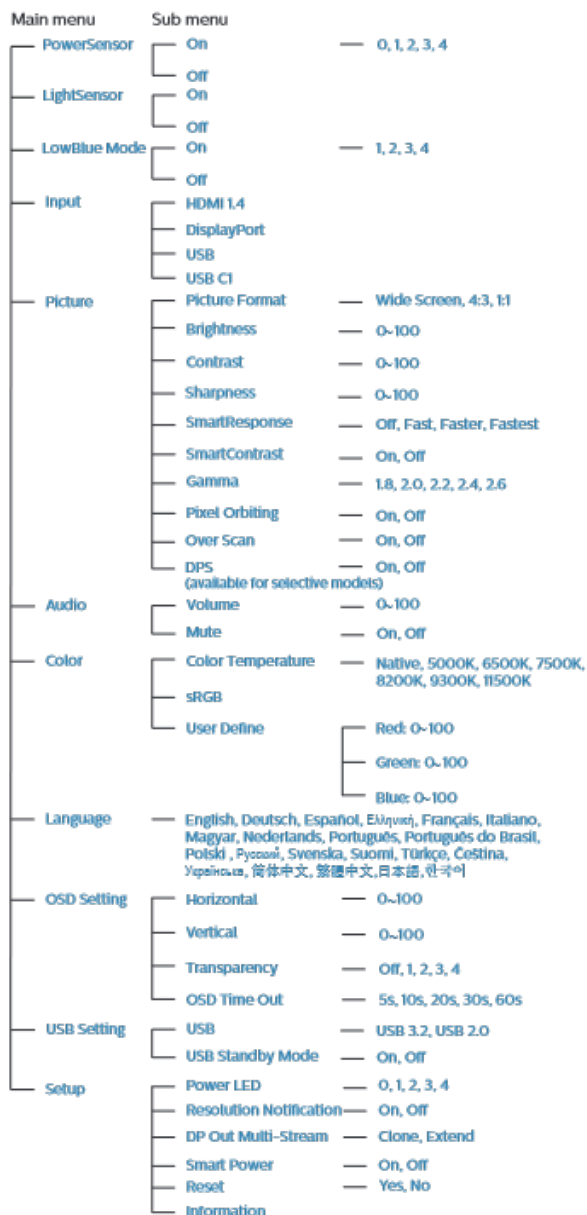 Main menu Sub menu
PowerSensor On 0, 1, 2, 3, 4
Off
LightSensor On
Off
LowBlue Mode On 1, 2, 3, 4
Off
Input HDMI 1.4
DisplayPort
USB
USB C1
Picture Picture Format Wide Screen, 4:3, 1:1
Brightness 0~100
Contrast 0~100
Sharpness 0~100
SmartResponse Off, Fast, Faster, Fastest
SmartContrast On, Off
Gamma 1.8, 2.0, 2.2, 2.4, 2.6
Pixel Orbiting On, Off
Over Scan On, Off
DPS On, Off
(available for selective models)
Audio Volume 0~100
Mute On, Off
Color Color Temperature Native, 5000K, 6500K, 7500K,
8200K, 9300K, 11500K
sRGB
User Define Red: 0~100
Green: 0~100
Blue: 0~100
Language English, Deutsch, Español, Ελληνική, Français, Italiano,
Magyar, Nederlands, Português, Português do Brasil,
Polski , Русский, Svenska, Suomi, Türkçe, Čeština,
Українська, 简体中文, 繁體中文,日本語,한국어
OSD Setting Horizontal 0~100
Vertical 0~100
Transparency Off, 1, 2, 3, 4
OSD Time Out 5s, 10s, 20s, 30s, 60s
USB Setting USB USB 3.2, USB 2.0
USB Standby Mode On, Off
Setup Power LED 0, 1, 2, 3, 4
Resolution Notification On, Off
DP Out Multi-Stream Clone, Extend
Smart Power On, Off
Reset Yes, No
Information